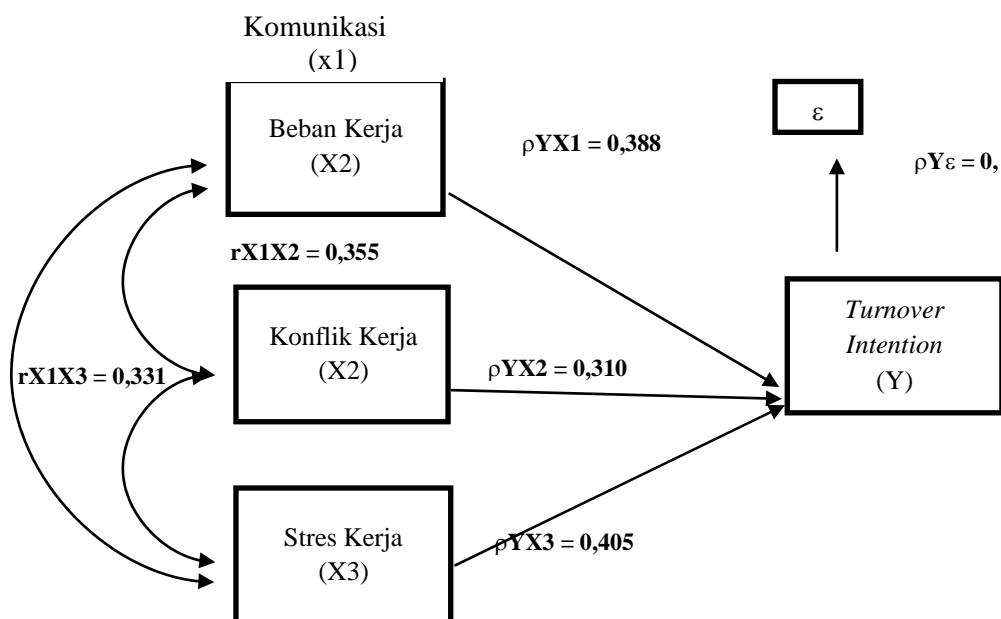 Komunikasi
(x1)
Beban Kerja
(X2)
ε
ρYX1 = 0,388
ρYε = 0,
rX1X2 = 0,355
Konflik Kerja
(X2)
Turnover
Intention
(Y)
rX1X3 = 0,331
ρYX2 = 0,310
Stres Kerja
(X3)
ρYX3 = 0,405